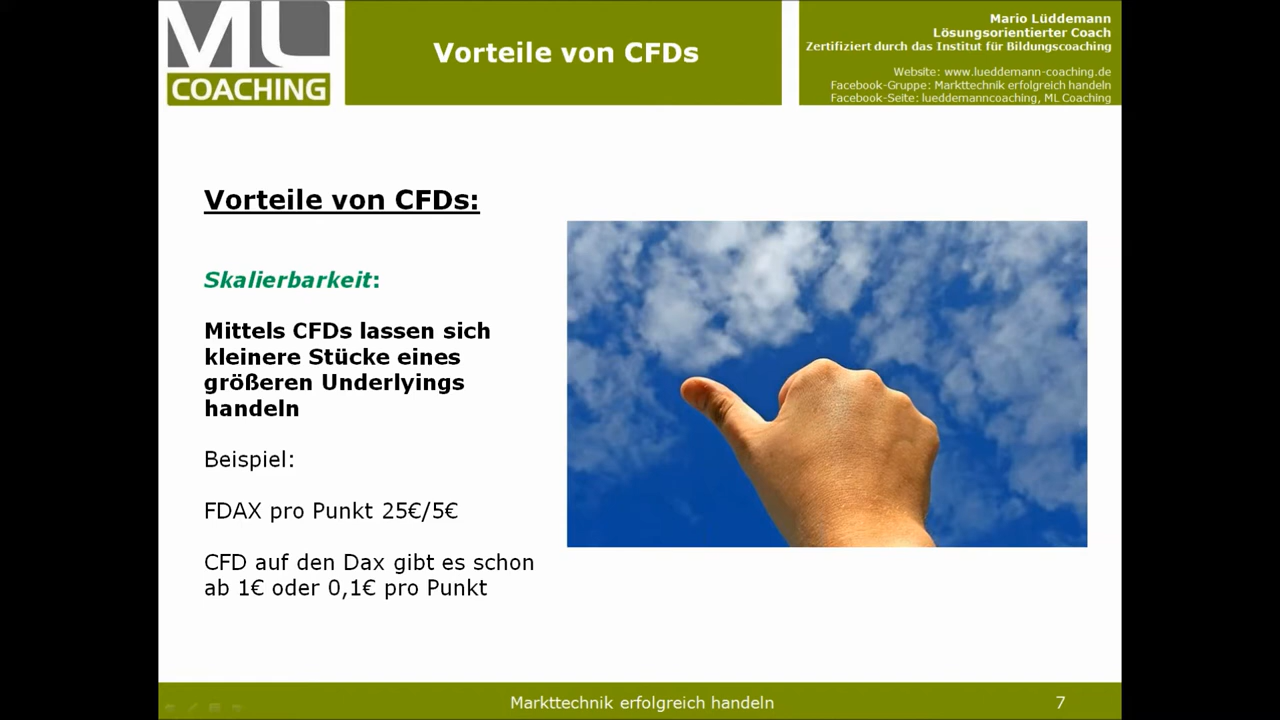 ML
COACHING
Vorteile von CFDs
Mario Lüddemann
Lösungsorientierter Coach
Zertifiziert durch das Institut für Bildungscoaching
Website: www.lueddemann-coaching.de
Facebook-Gruppe: Markttechnik erfolgreich handeln
Facebook-Seite: lueddemanncoaching, ML Coaching
Vorteile von CFDs:
Skalierbarkeit:
Mittels CFDs lassen sich
kleinere Stücke eines
größeren Underlyings
handeln
Beispiel:
FDAX pro Punkt 25€/5€
CFD auf den Dax gibt es schon
ab 1€ oder 0,1€ pro Punkt
Markttechnik erfolgreich handeln
7